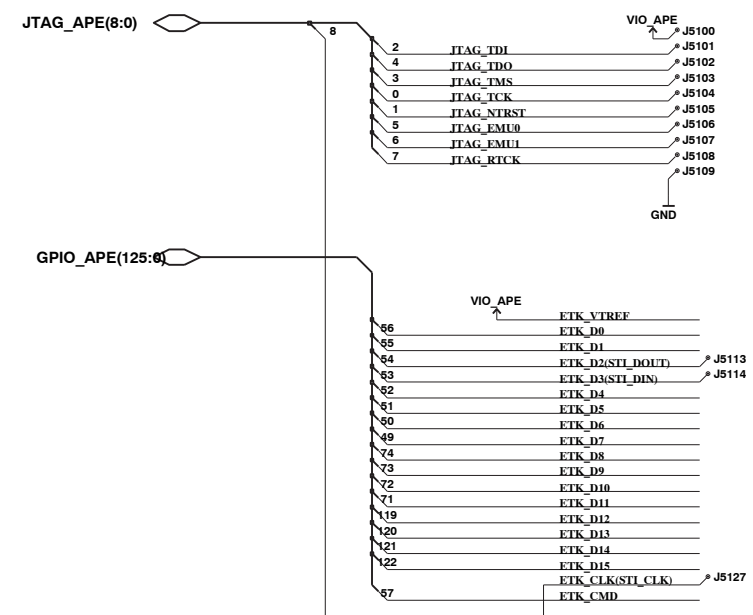 JTAG_APE(8:0)
8
VIO_APE
J5100
2 JTAG_TDI J5101
4 JTAG_TDO J5102
3 JTAG_TMS J5103
0 JTAG_TCK J5104
1 JTAG_NTRST J5105
5 JTAG_EMU0 J5106
6 JTAG_EMU1 J5107
7 JTAG_RTCK J5108
J5109
GND
GPIO_APE(125:0)
VIO_APE
ETK_VTREF
56 ETK_D0
55 ETK_D1
54 ETK_D2(STI_DOUT) J5113
53 ETK_D3(STI_DIN) J5114
52 ETK_D4
51 ETK_D5
50 ETK_D6
49 ETK_D7
74 ETK_D8
73 ETK_D9
72 ETK_D10
71 ETK_D11
119 ETK_D12
120 ETK_D13
121 ETK_D14
122 ETK_D15
ETK_CLK(STI_CLK) J5127
57 ETK_CMD